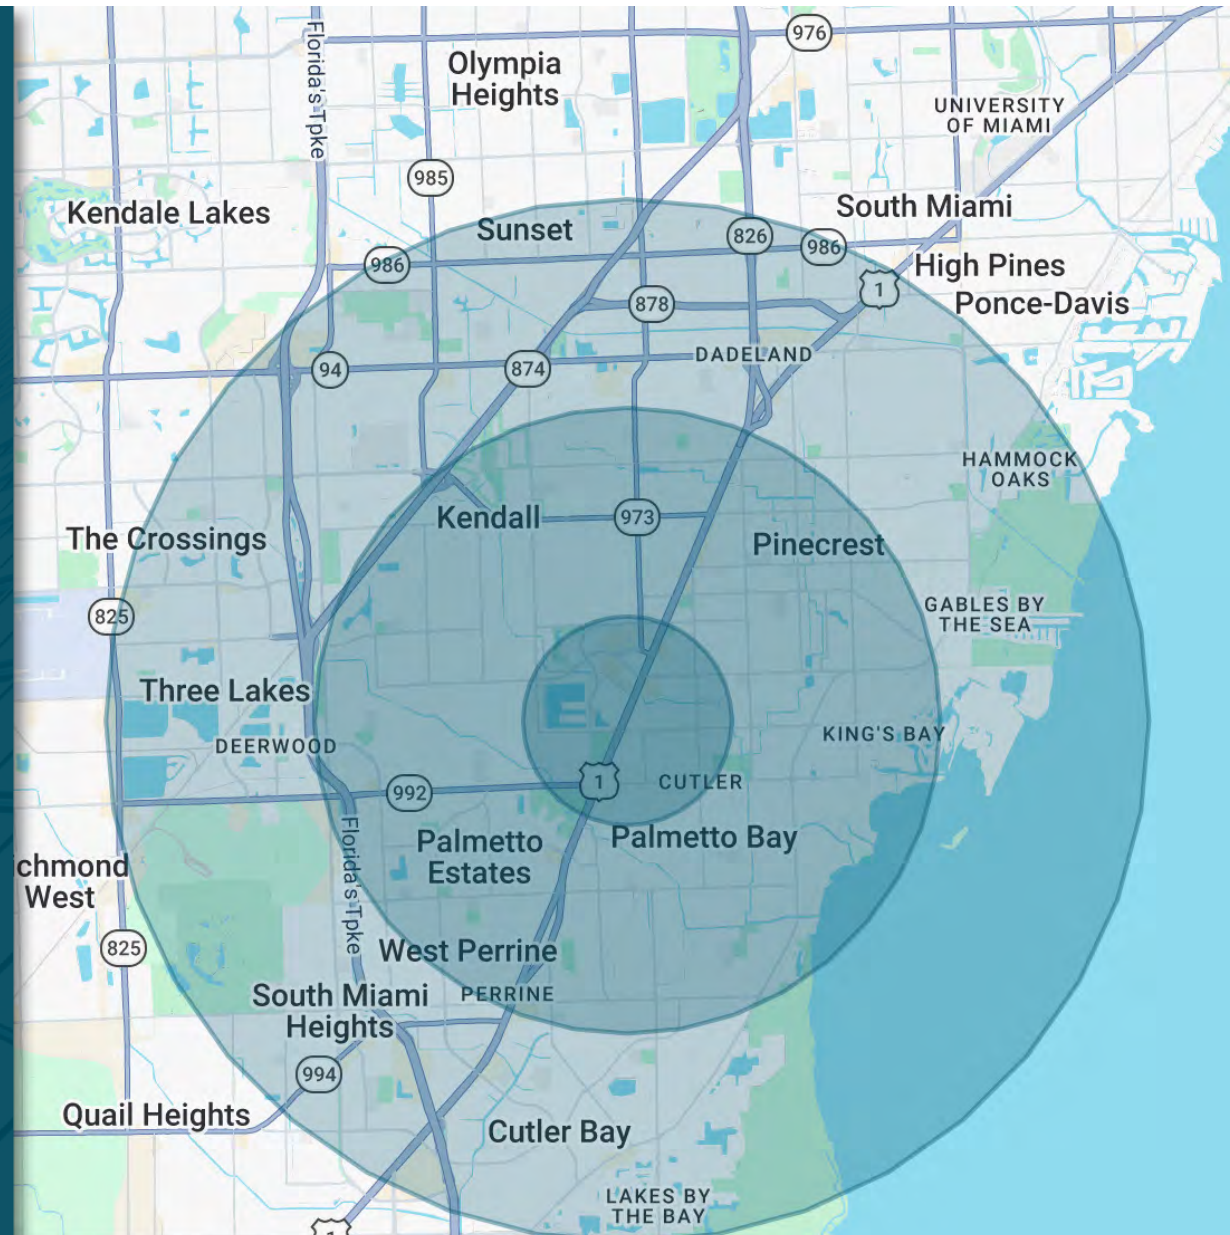 976
Florida's Tpke
Olympia
Heights
UNIVERSITY
OF MIAMI
985
Kendale Lakes
South Miami
Sunset
826
986
986
High Pines
1
Ponce-Davis
878
DADELAND
94
874
HAMMOCK
OAKS
Kendall
973
The Crossings
Pinecrest
825
GABLES BY
THE SEA
Three Lakes
DEERWOOD
KING'S BAY
1
CUTLER
992
Florida's Tpke
Palmetto
Estates
Palmetto Bay
chmond
West
825
West Perrine
South Miami
Heights
PERRINE
994
Quail Heights
Cutler Bay
LAKES BY
THE BAY
1